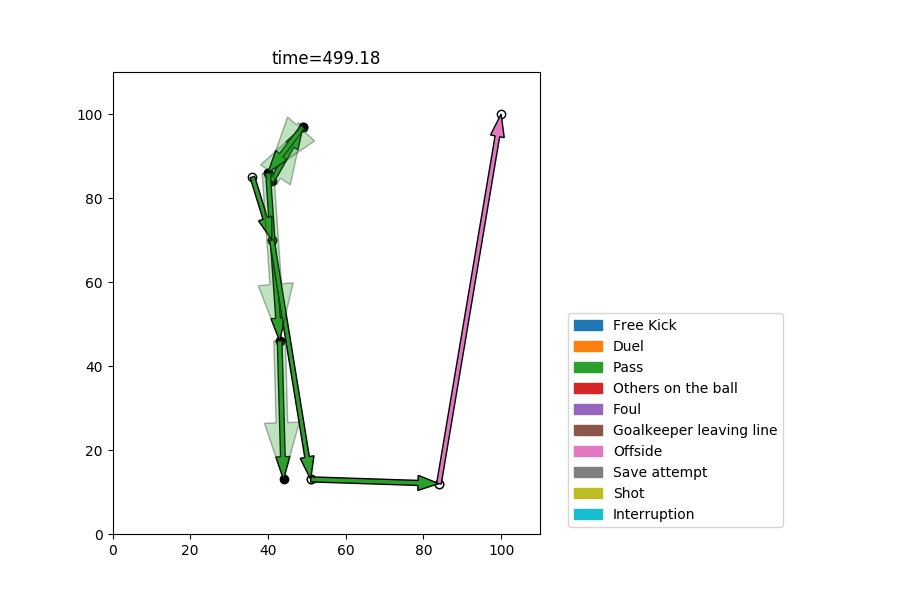 time=499.18
100
80
60
40
20
0
0 20 40 60 80 100
Free Kick
Duel
Pass
Others on the ball
Foul
Goalkeeper leaving line
Offside
Save attempt
Shot
Interruption